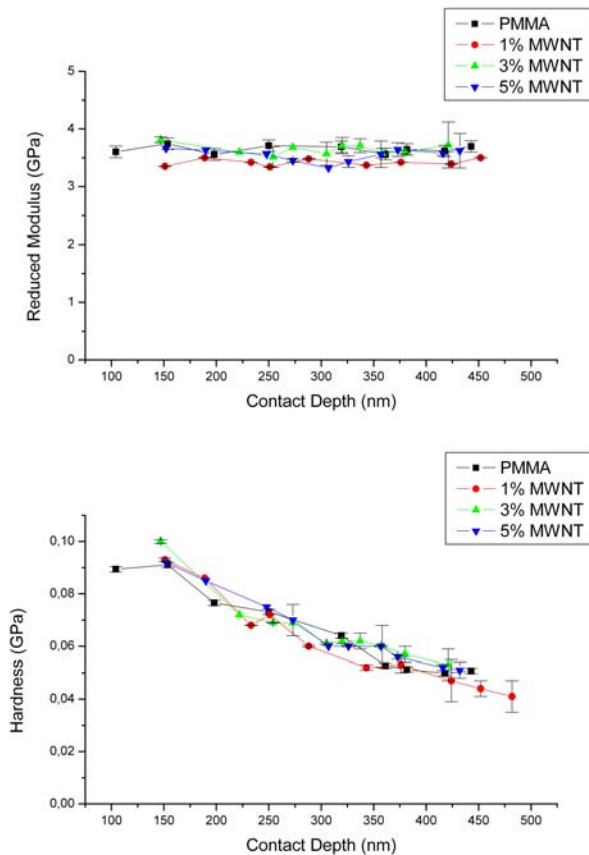 PMMA
1% MWNT
3% MWNT
5% MWNT
5
4
3
2
1
0
Reduced Modulus (GPa)
100 150 200 250 300 350 400 450 500
Contact Depth (nm)
PMMA
1% MWNT
3% MWNT
5% MWNT
0,10
0,08
0,06
0,04
0,02
0,00
Hardness (GPa)
100 150 200 250 300 350 400 450 500
Contact Depth (nm)